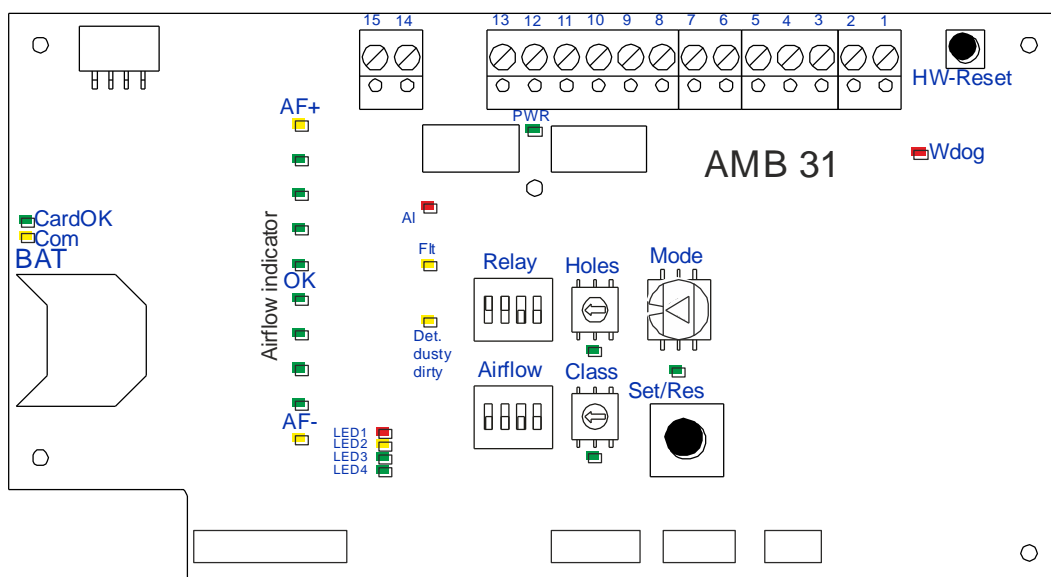 15 14 13 12 11 10 9 8 7 6 5 4 3 2 1
HW-Reset
AF+
PWR
AMB 31
Wdog
Al
CardOK
Com
BAT
Airflow indicator
OK
Flt
Relay
Holes
Mode
Det.
dusty
dirty
Airflow
Class
Set/Res
AF-
LED1
LED2
LED3
LED4